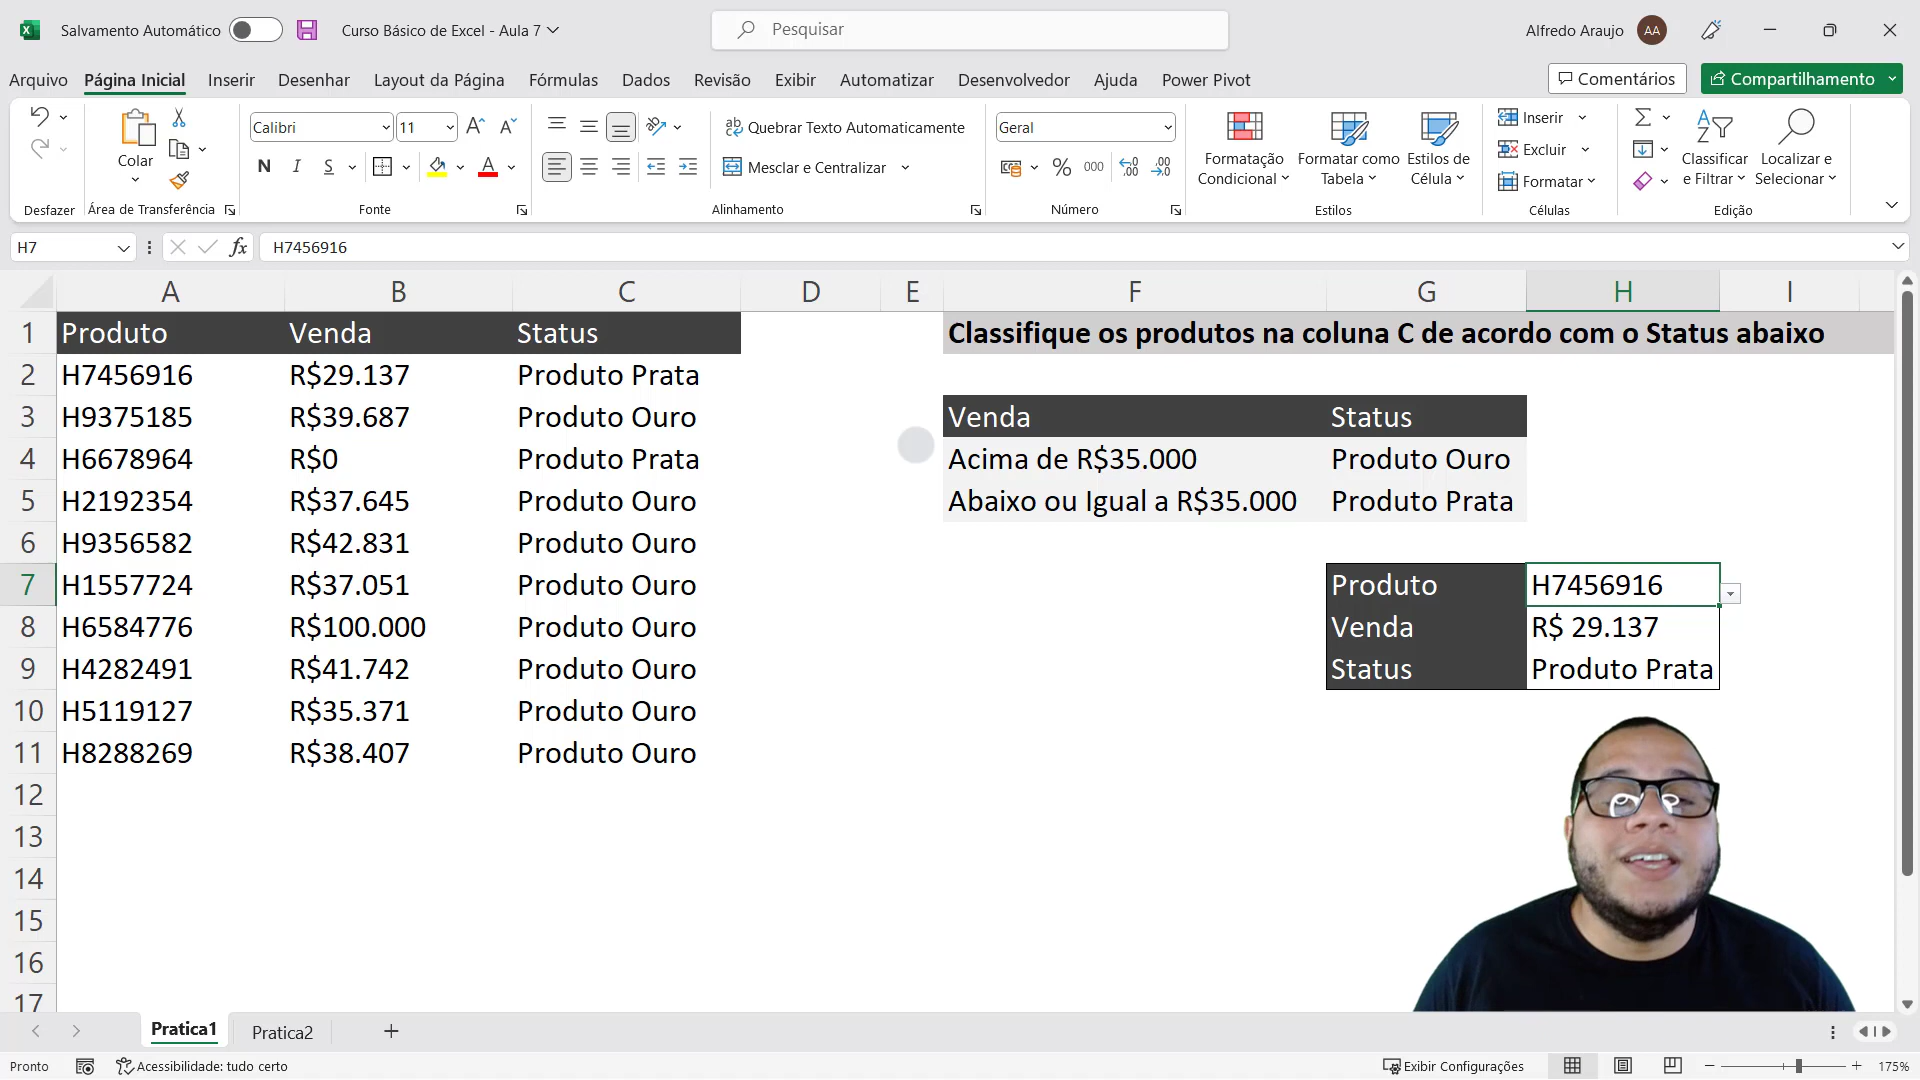 Salvamento Automático
Curso Básico de Excel - Aula 7
Pesquisar
Alfredo Araujo
AA
Arquivo Página Inicial Inserir Desenhar Layout da Página Fórmulas Dados Revisão Exibir Automatizar Desenvolvedor Ajuda Power Pivot
Comentários
Compartilhamento
Colar
Calibri
11
N I S
Quebrar Texto Automaticamente
Mesclar e Centralizar
Geral
% 000
Formatação Condicional
Formatar como Tabela
Estilos de Célula
Inserir
Excluir
Formatar
Classificar e Filtrar
Localizar e Selecionar
Desfazer Área de Transferência Fonte Alinhamento Número Estilos Células Edição
H7
fx
H7456916
A B C D E F G H I
1 Produto Venda Status Classifique os produtos na coluna C de acordo com o Status abaixo
2 H7456916 R$29.137 Produto Prata
3 H9375185 R$39.687 Produto Ouro Venda Status
4 H6678964 R$0 Produto Prata Acima de R$35.000 Produto Ouro
5 H2192354 R$37.645 Produto Ouro Abaixo ou Igual a R$35.000 Produto Prata
6 H9356582 R$42.831 Produto Ouro
7 H1557724 R$37.051 Produto Ouro Produto H7456916
8 H6584776 R$100.000 Produto Ouro Venda R$ 29.137
9 H4282491 R$41.742 Produto Ouro Status Produto Prata
10 H5119127 R$35.371 Produto Ouro
11 H8288269 R$38.407 Produto Ouro
12
13
14
15
16
17
Pratica1 Pratica2
Pronto
Acessibilidade: tudo certo
Exibir Configurações
175%